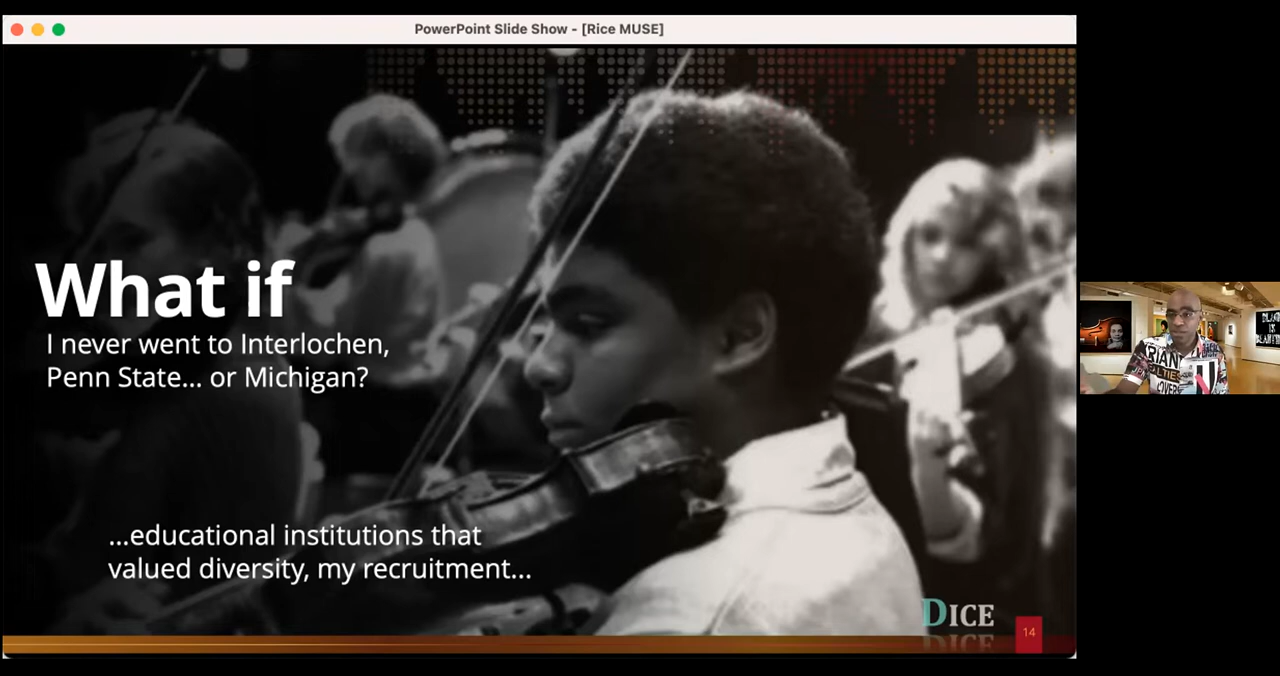 PowerPoint Slide Show - [Rice MUSE]
What if
I never went to Interlochen,
Penn State... or Michigan?
...educational institutions that
valued diversity, my recruitment...
DICE
14